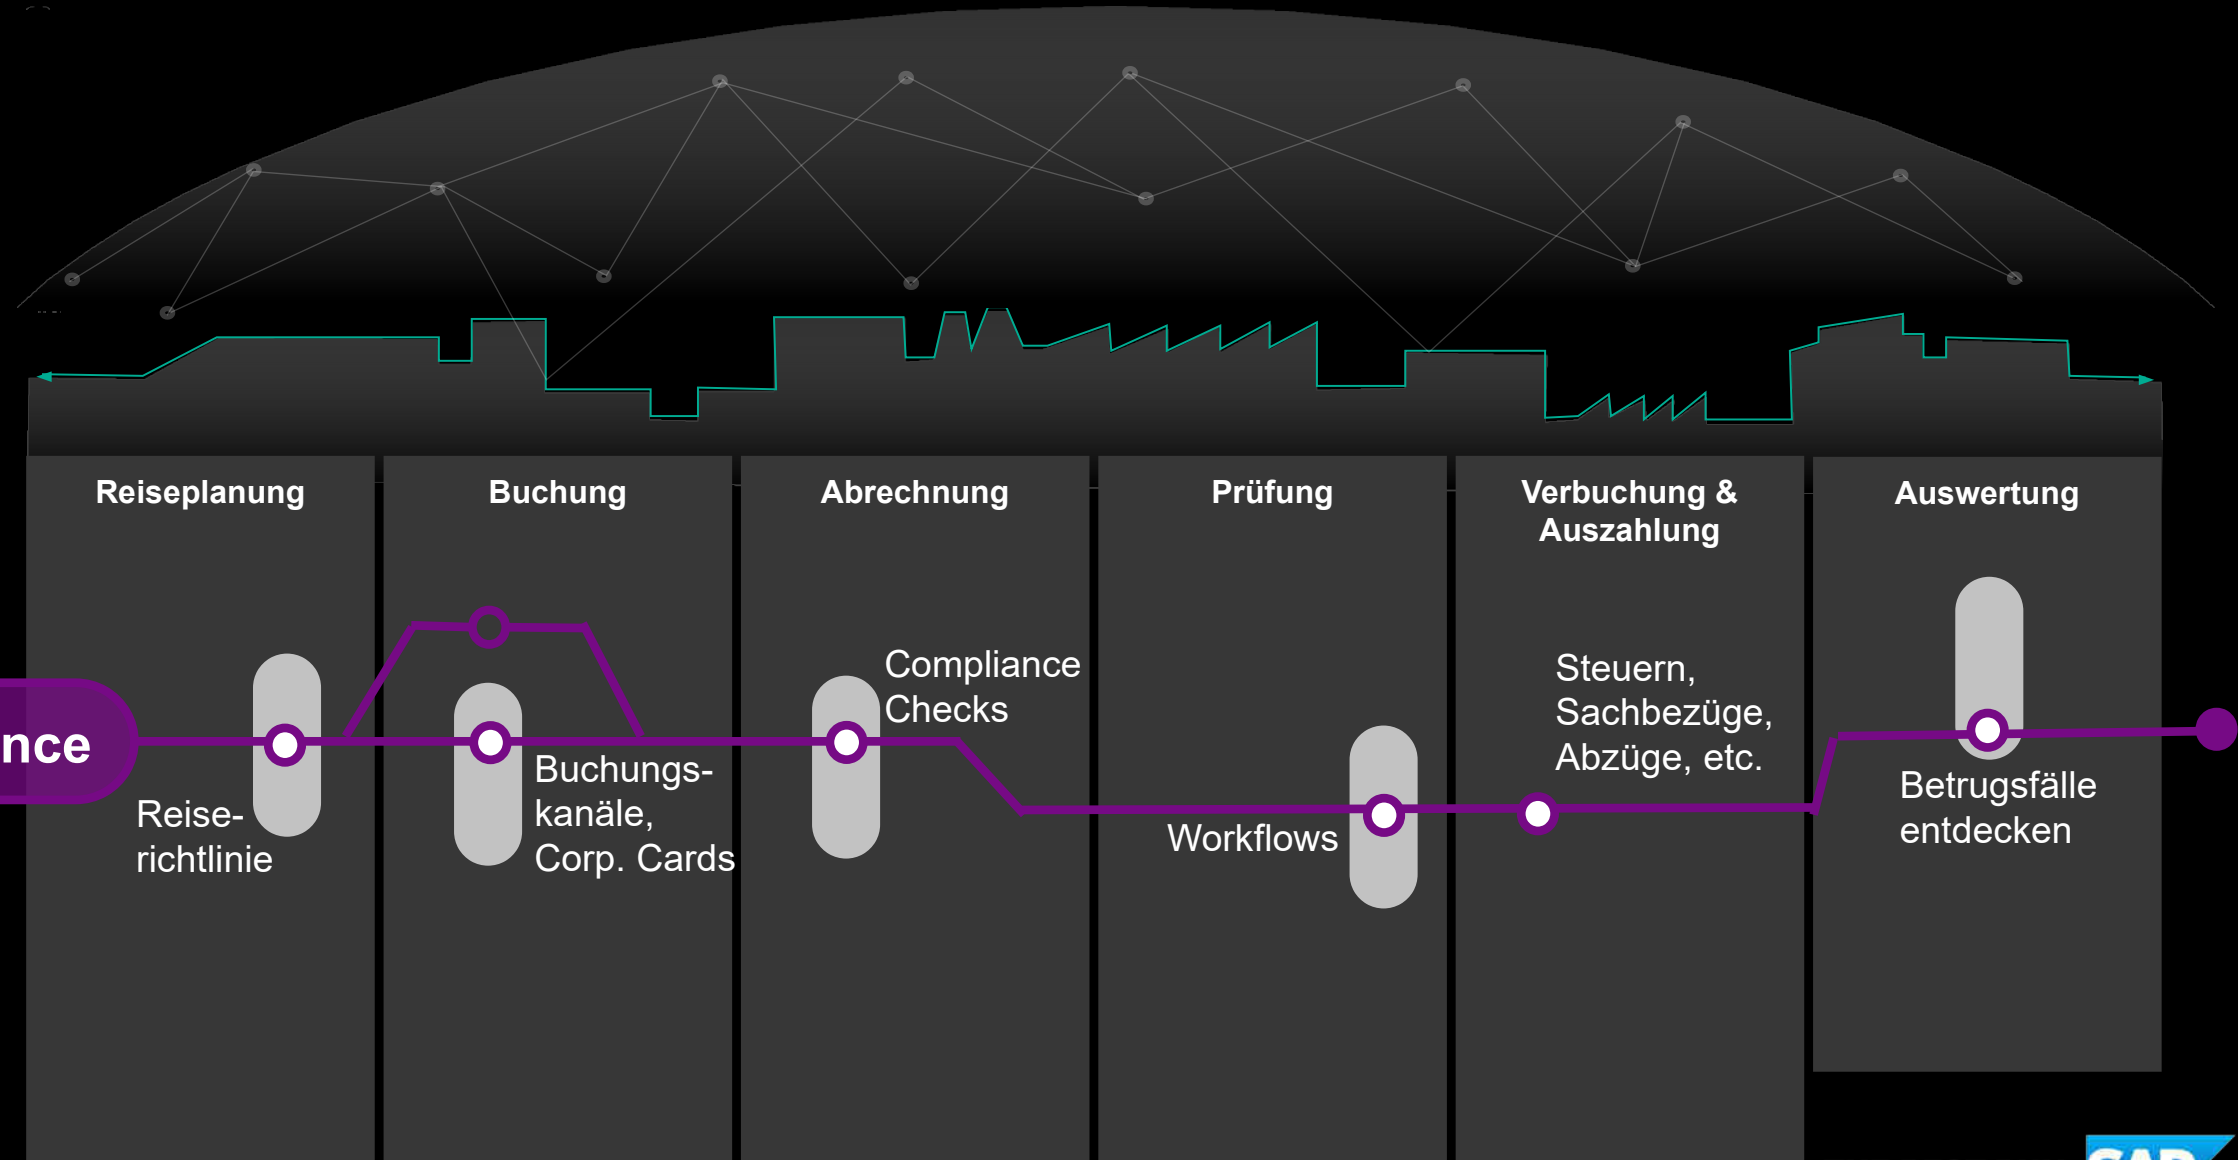 Reiseplanung
Buchung
Abrechnung
Prüfung
Verbuchung &
Auszahlung
Auswertung
nce
Reise-
richtlinie
Buchungs-
kanäle,
Corp. Cards
Compliance
Checks
Workflows
Steuern,
Sachbezüge,
Abzüge, etc.
Betrugsfälle
entdecken
SAP